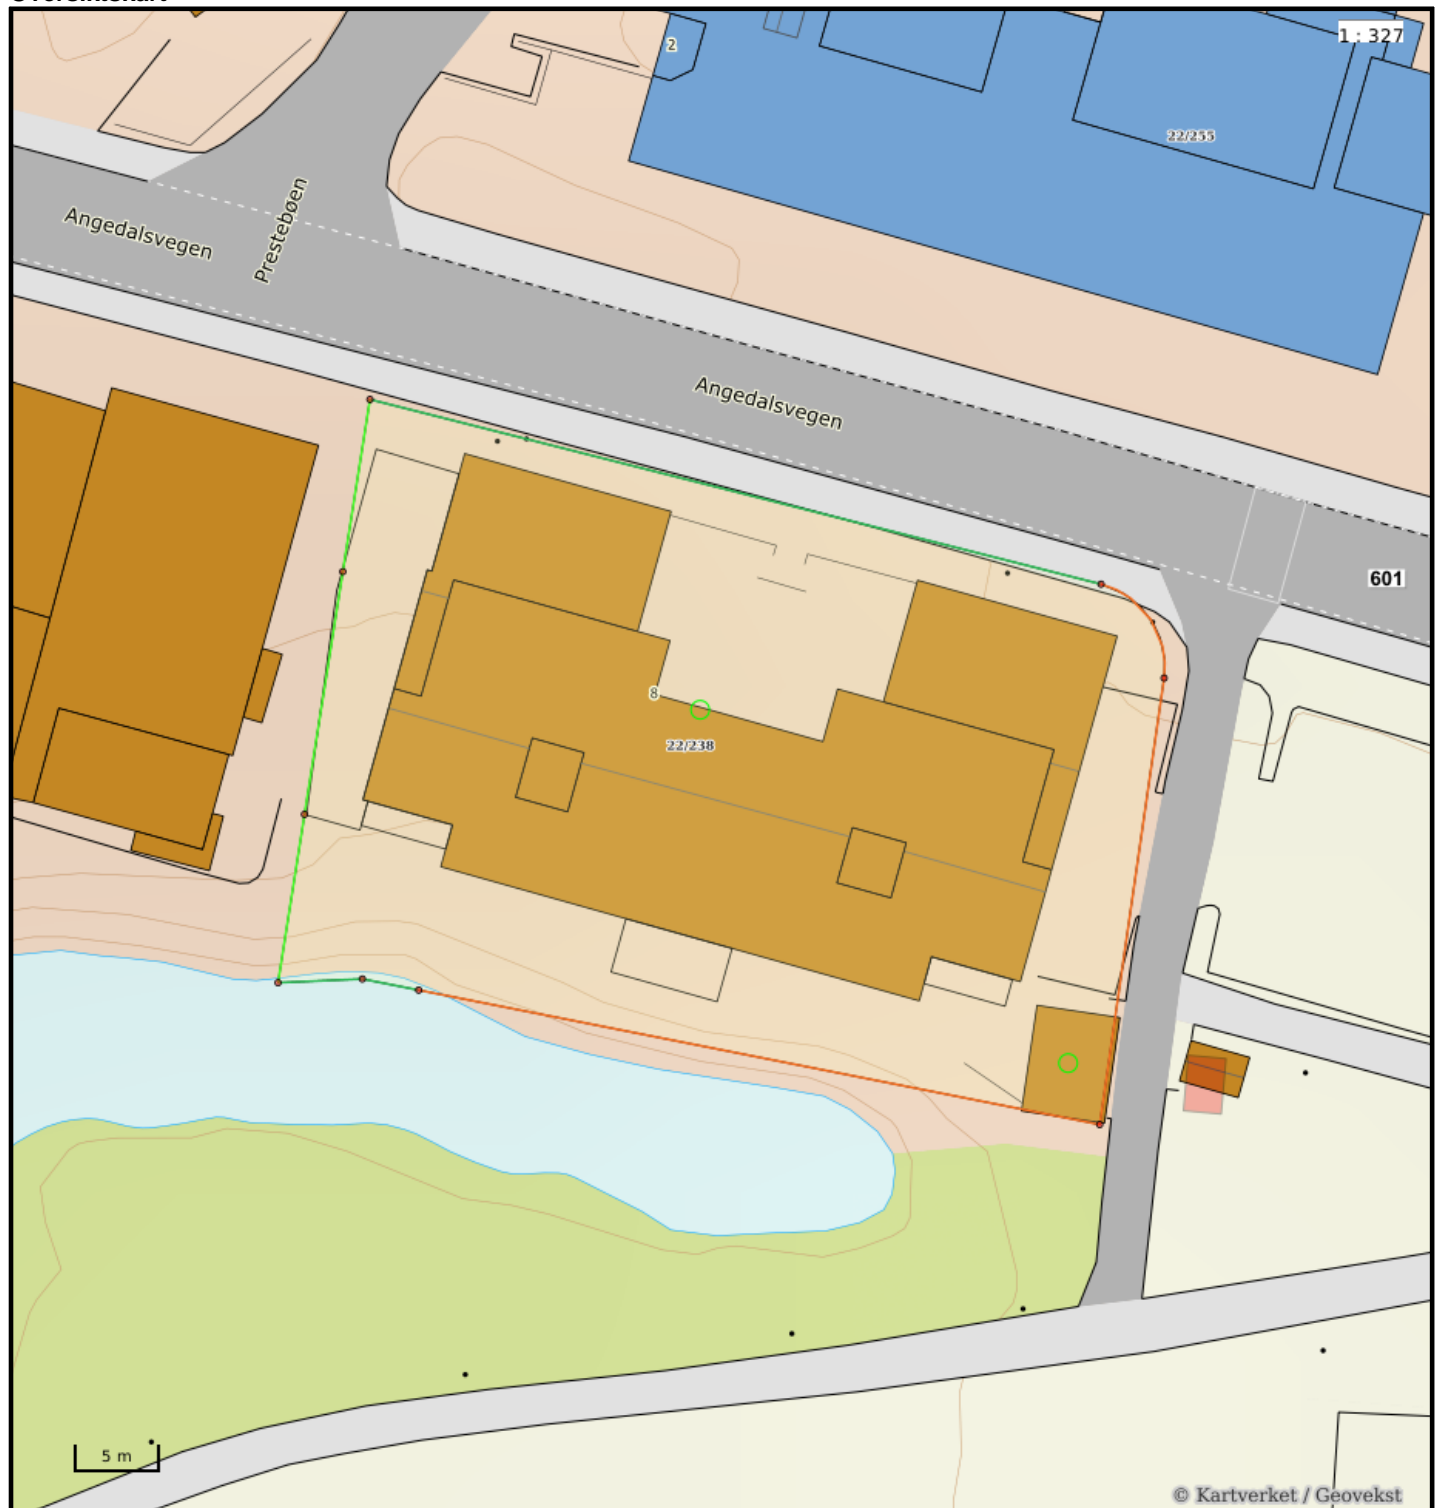 1 : 327
2
22/255
Angedalsvegen
Prestebøen
Angedalsvegen
601
8
22/238
5 m
© Kartverket / Geovekst